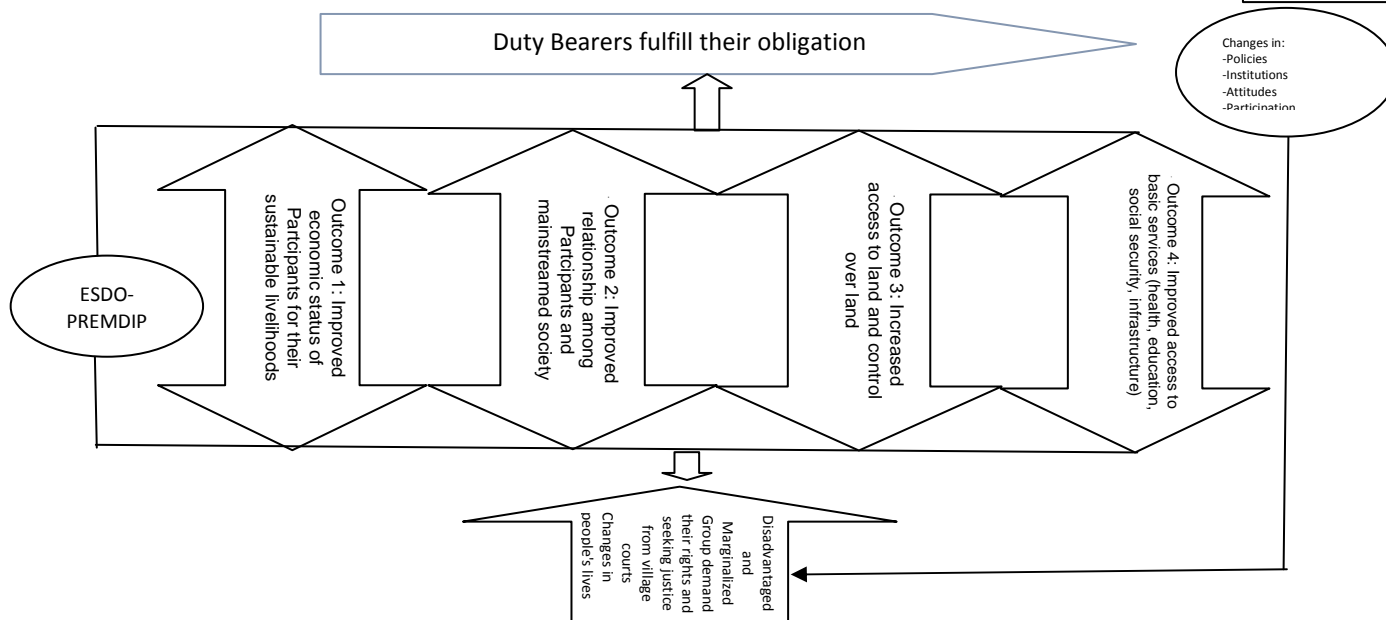 Duty Bearers fulfill their obligation
Changes in:
-Policies
-Institutions
-Attitudes
-Participation
ESDO-
PREMDIP
Outcome 1: Improved
economic status of
Partcipants for their
sustainable livelihoods
Outcome 2: Improved
relationship among
Partcipants and
mainstreamed society
Outcome 3: Increased
access to land and control
over land
Outcome 4: Improved access to
basic services (health, education,
social security, infrastructure)
Disadvantaged
and
Marginalized
Group demand
their rights and
seeking justice
from village
courts
Changes in
people's lives